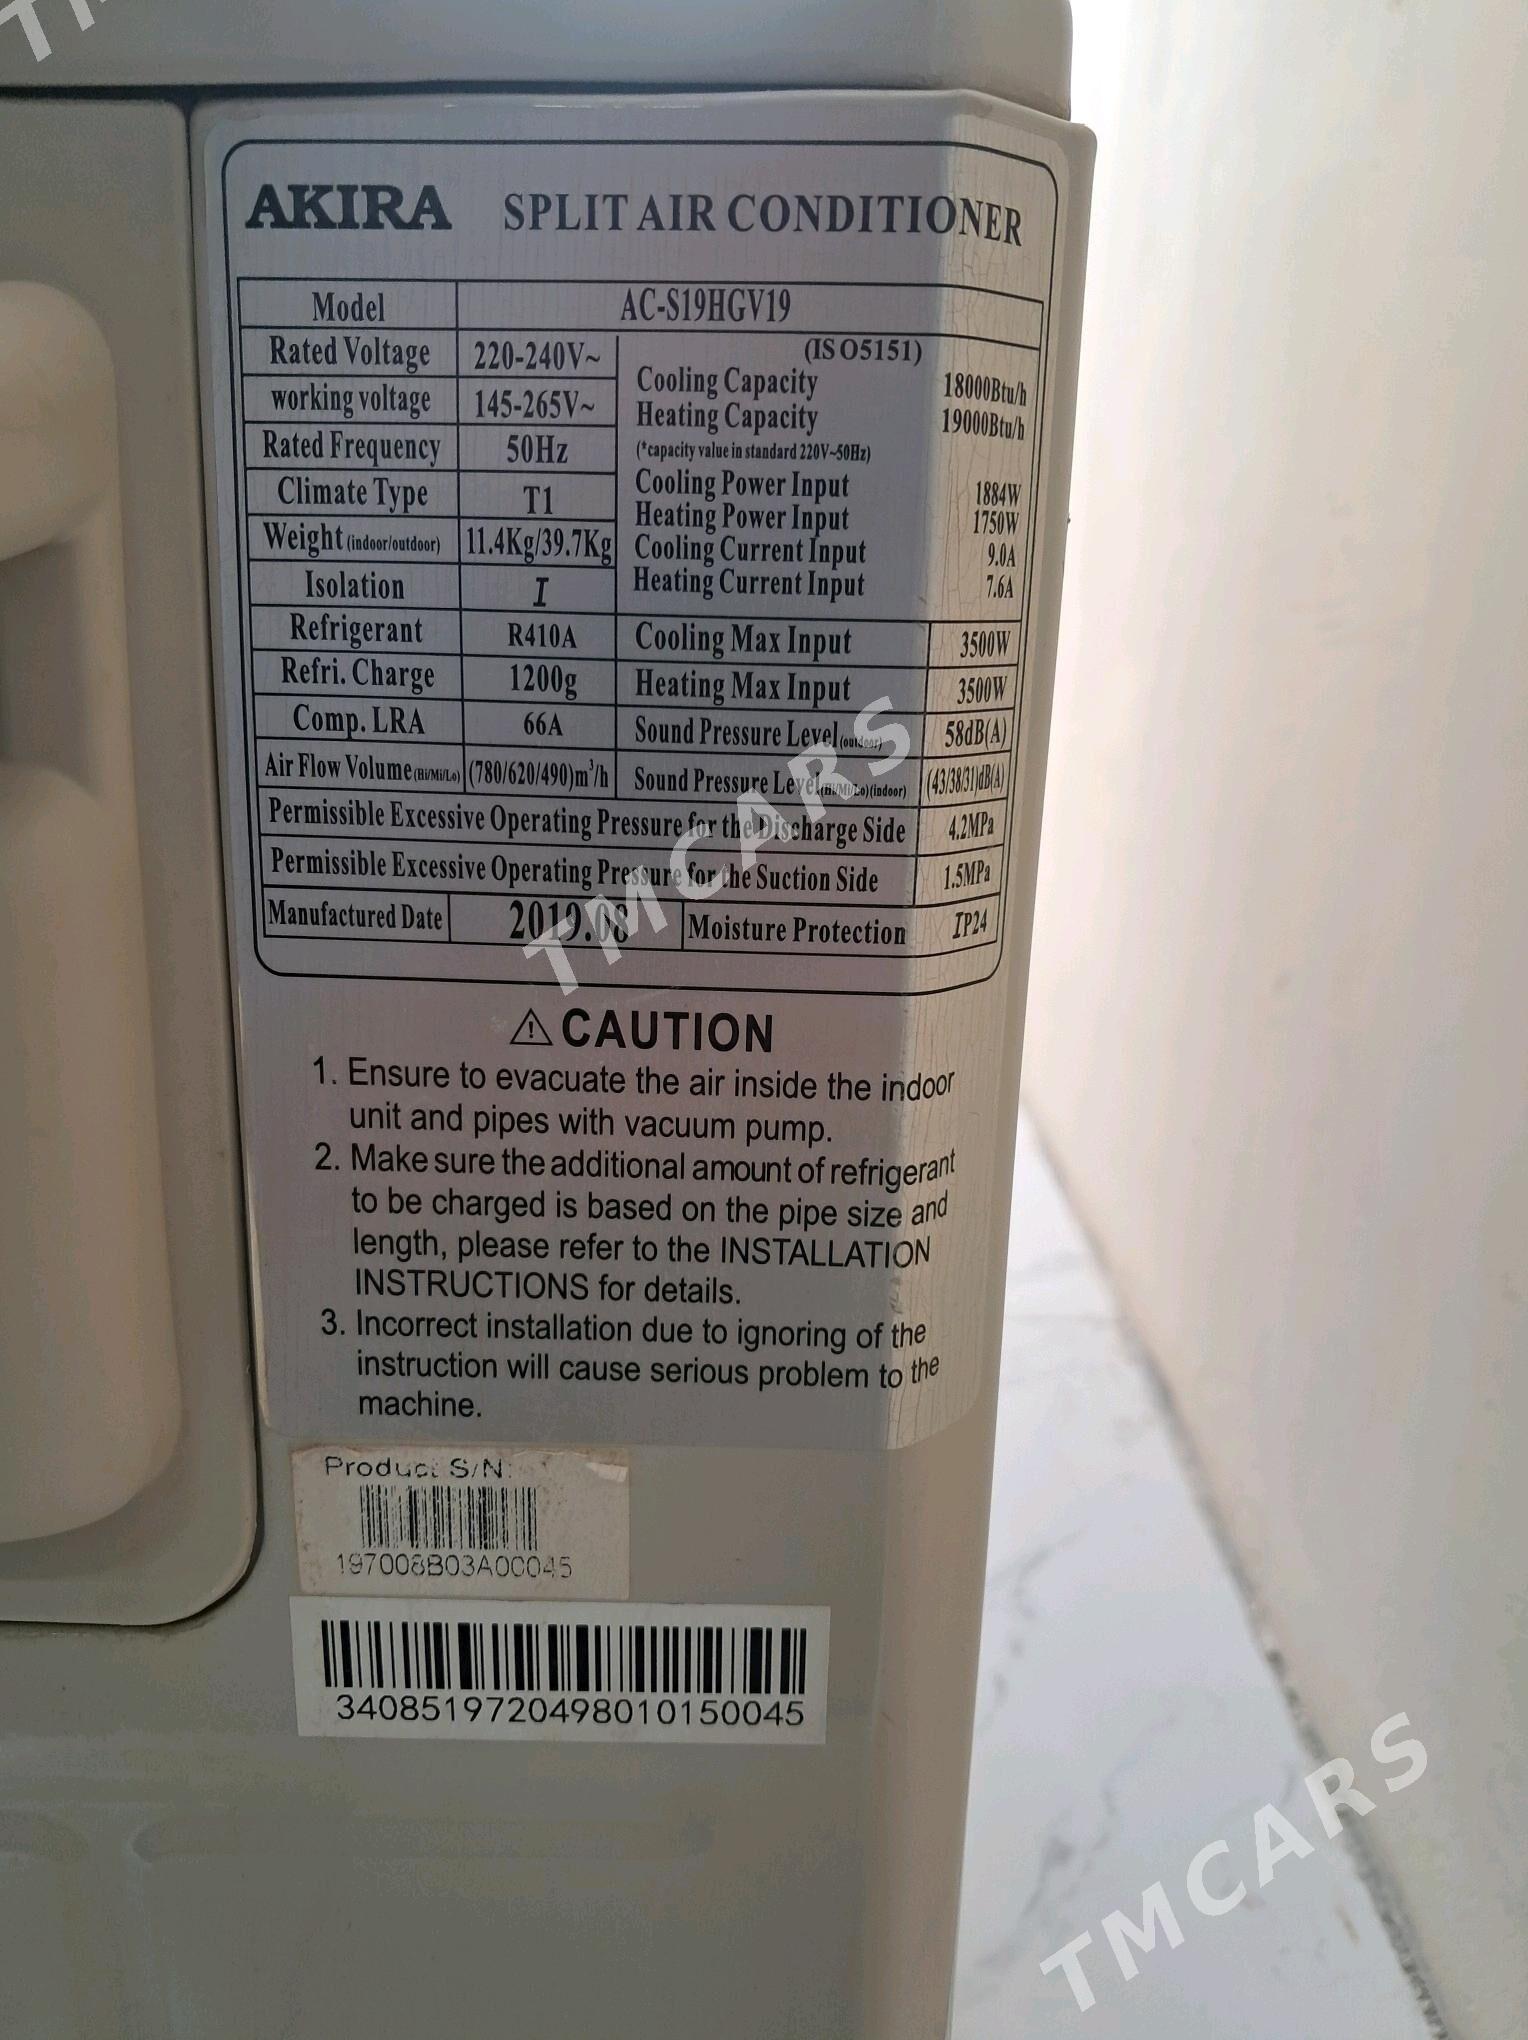 AKIRA SPLIT AIR CONDITIONER
Model AC-S19HGV19
Rated Voltage 220-240V~ (ISO5151)
working voltage 145-265V~ Cooling Capacity 18000Btu/h
Heating Capacity 19000Btu/h
Rated Frequency 50Hz (*capacity value in standard 220V~50Hz)
Climate Type T1 Cooling Power Input 1884W
Heating Power Input 1750W
Weight (indoor/outdoor) 11.4Kg/39.7Kg Cooling Current Input 9.0A
Isolation I Heating Current Input 7.6A
Refrigerant R410A Cooling Max Input 3500W
Refri. Charge 1200g Heating Max Input 3500W
Comp. LRA 66A Sound Pressure Level (outdoor) 58dB(A)
Air Flow Volume (Hi/Mi/Lo) (780/620/490)m³/h Sound Pressure Level (Hi/Mi/Lo)(indoor) (43/38/31)dB(A)
Permissible Excessive Operating Pressure for the Discharge Side 4.2MPa
Permissible Excessive Operating Pressure for the Suction Side 1.5MPa
Manufactured Date 2019.08 Moisture Protection IP24
CAUTION
1. Ensure to evacuate the air inside the indoor
unit and pipes with vacuum pump.
2. Make sure the additional amount of refrigerant
to be charged is based on the pipe size and
length, please refer to the INSTALLATION
INSTRUCTIONS for details.
3. Incorrect installation due to ignoring of the
instruction will cause serious problem to the
machine.
Product S/N:
197008B03A00045
3408519720498010150045
TMCARS
TMCARS